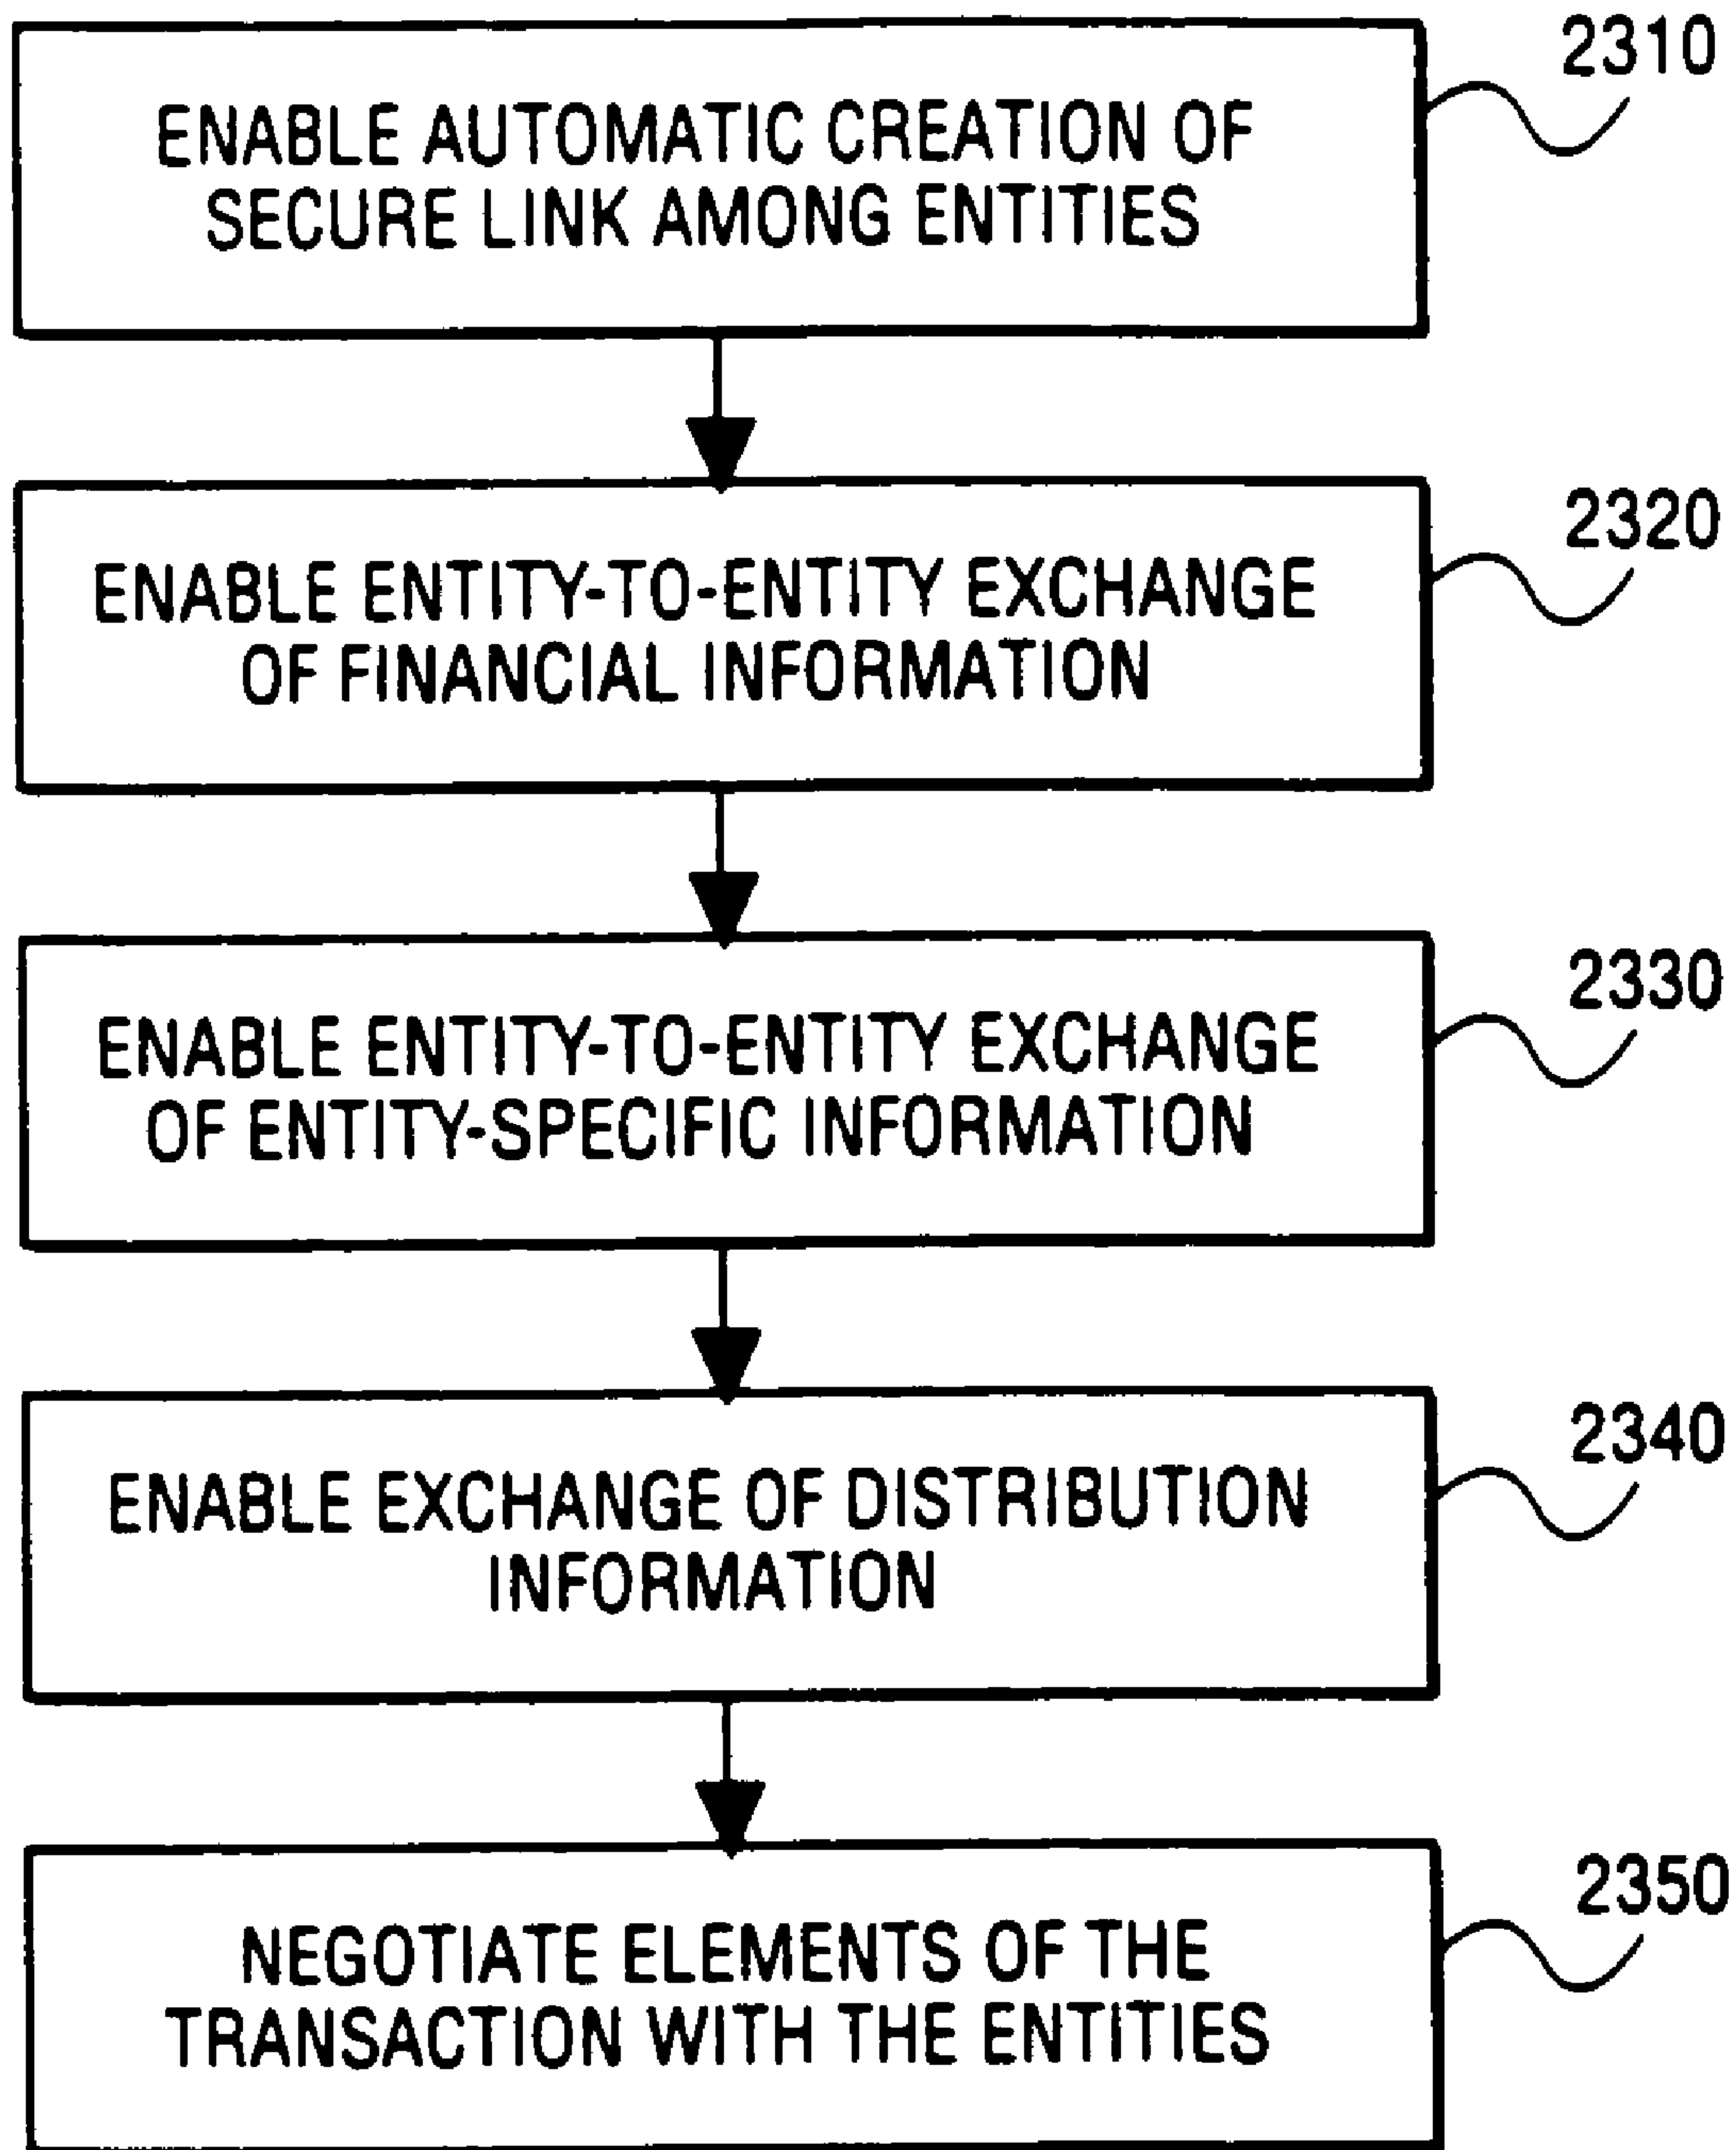 2310
ENABLE AUTOMATIC CREATION OF
SECURE LINK AMONG ENTITIES
2320
ENABLE ENTITY-TO-ENTITY EXCHANGE
OF FINANCIAL INFORMATION
2330
ENABLE ENTITY-TO-ENTITY EXCHANGE
OF ENTITY-SPECIFIC INFORMATION
2340
ENABLE EXCHANGE OF DISTRIBUTION
INFORMATION
2350
NEGOTIATE ELEMENTS OF THE
TRANSACTION WITH THE ENTITIES